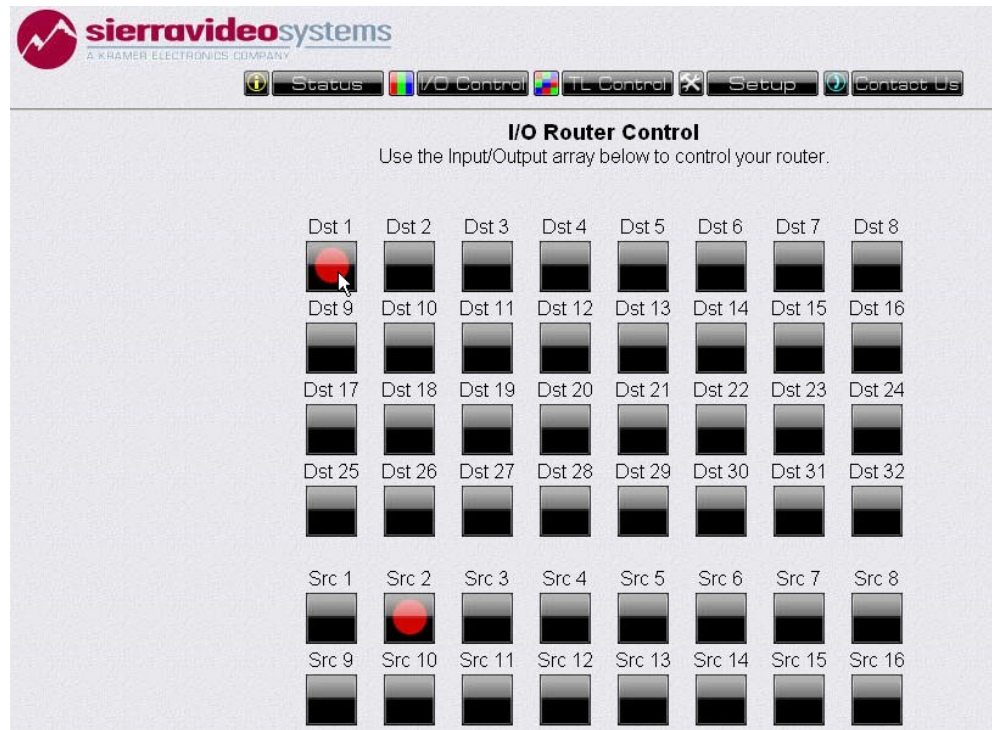 sierravideosystems
A KRAMER ELECTRONICS COMPANY
Status I/O Control TL Control Setup Contact Us
I/O Router Control
Use the Input/Output array below to control your router.
Dst 1 Dst 2 Dst 3 Dst 4 Dst 5 Dst 6 Dst 7 Dst 8
Dst 9 Dst 10 Dst 11 Dst 12 Dst 13 Dst 14 Dst 15 Dst 16
Dst 17 Dst 18 Dst 19 Dst 20 Dst 21 Dst 22 Dst 23 Dst 24
Dst 25 Dst 26 Dst 27 Dst 28 Dst 29 Dst 30 Dst 31 Dst 32
Src 1 Src 2 Src 3 Src 4 Src 5 Src 6 Src 7 Src 8
Src 9 Src 10 Src 11 Src 12 Src 13 Src 14 Src 15 Src 16